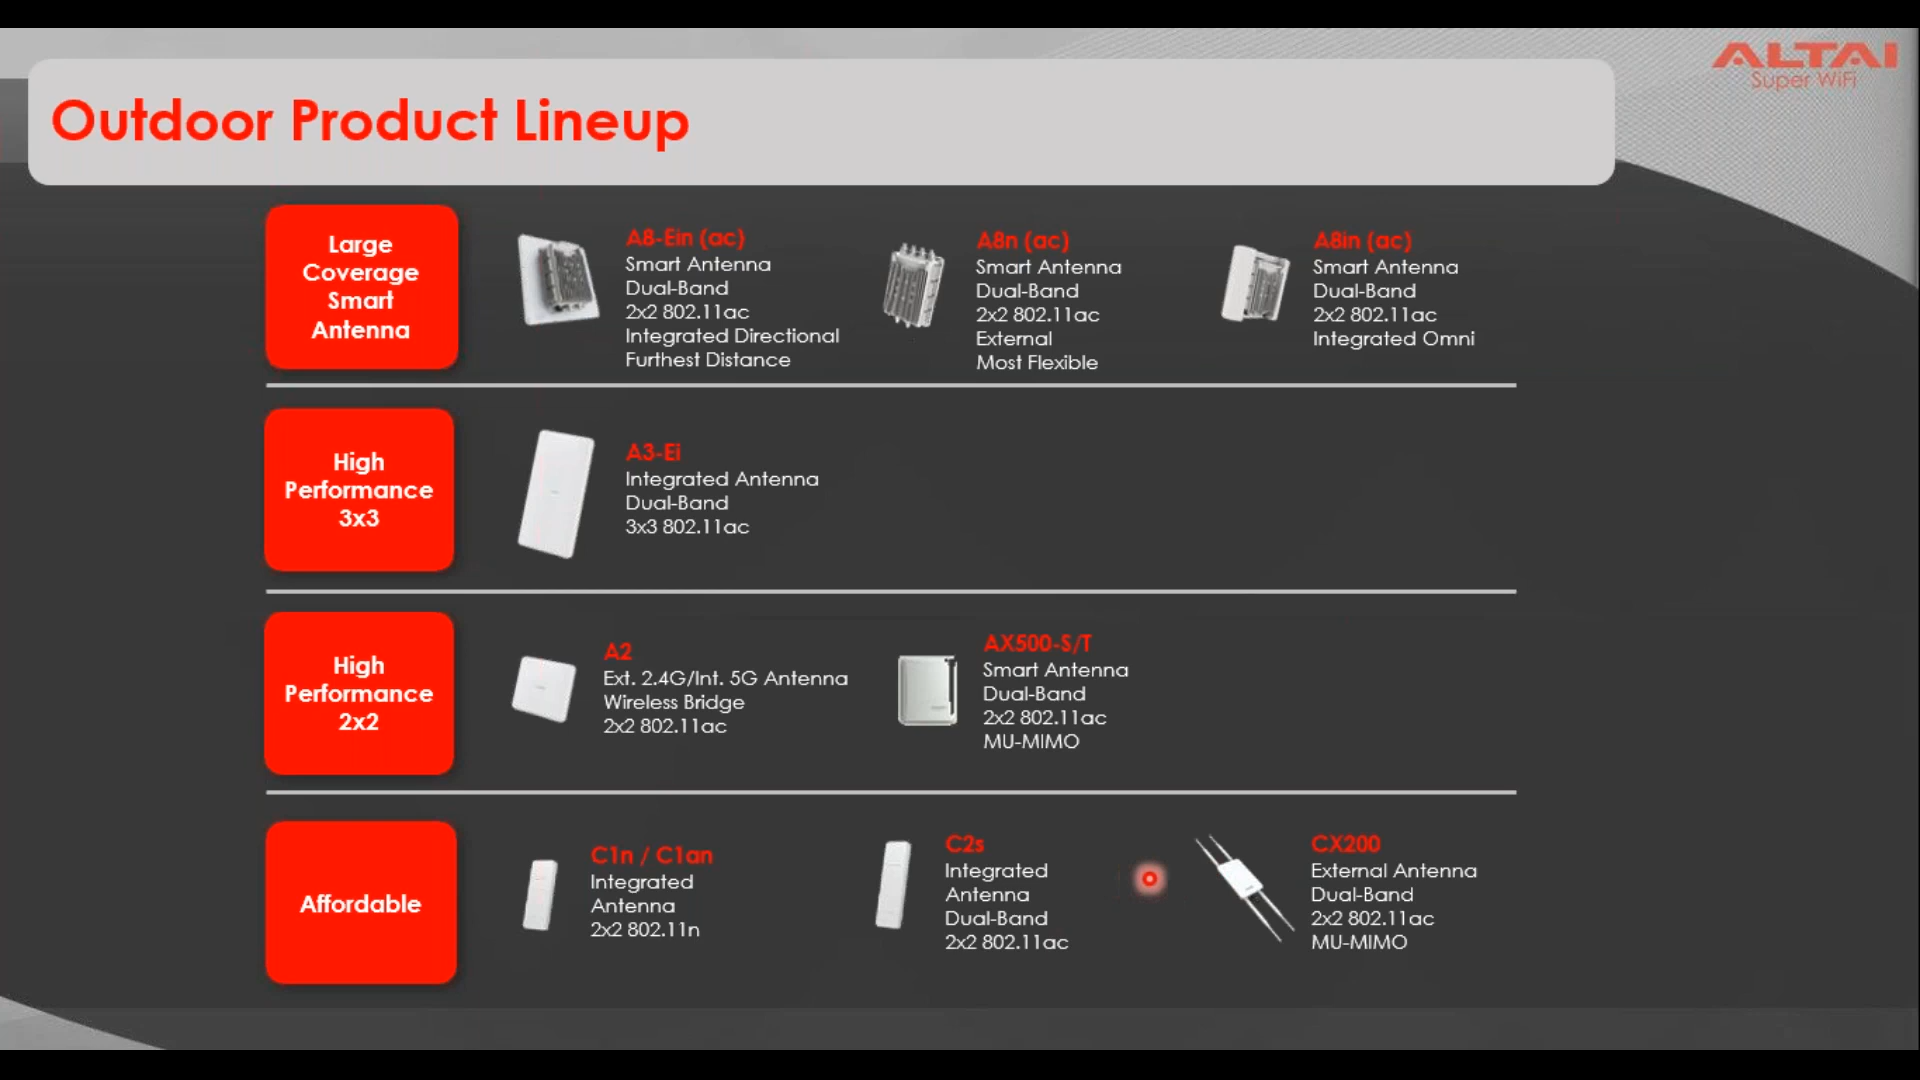 ALTAI
Super WiFi
Outdoor Product Lineup
Large
Coverage
Smart
Antenna
A8-Ein (ac)
Smart Antenna
Dual-Band
2x2 802.11ac
Integrated Directional
Furthest Distance
A8n (ac)
Smart Antenna
Dual-Band
2x2 802.11ac
External
Most Flexible
A8in (ac)
Smart Antenna
Dual-Band
2x2 802.11ac
Integrated Omni
High
Performance
3x3
A3-Ei
Integrated Antenna
Dual-Band
3x3 802.11ac
High
Performance
2x2
A2
Ext. 2.4G/Int. 5G Antenna
Wireless Bridge
2x2 802.11ac
AX500-S/T
Smart Antenna
Dual-Band
2x2 802.11ac
MU-MIMO
Affordable
C1n / C1an
Integrated
Antenna
2x2 802.11n
C2s
Integrated
Antenna
Dual-Band
2x2 802.11ac
CX200
External Antenna
Dual-Band
2x2 802.11ac
MU-MIMO